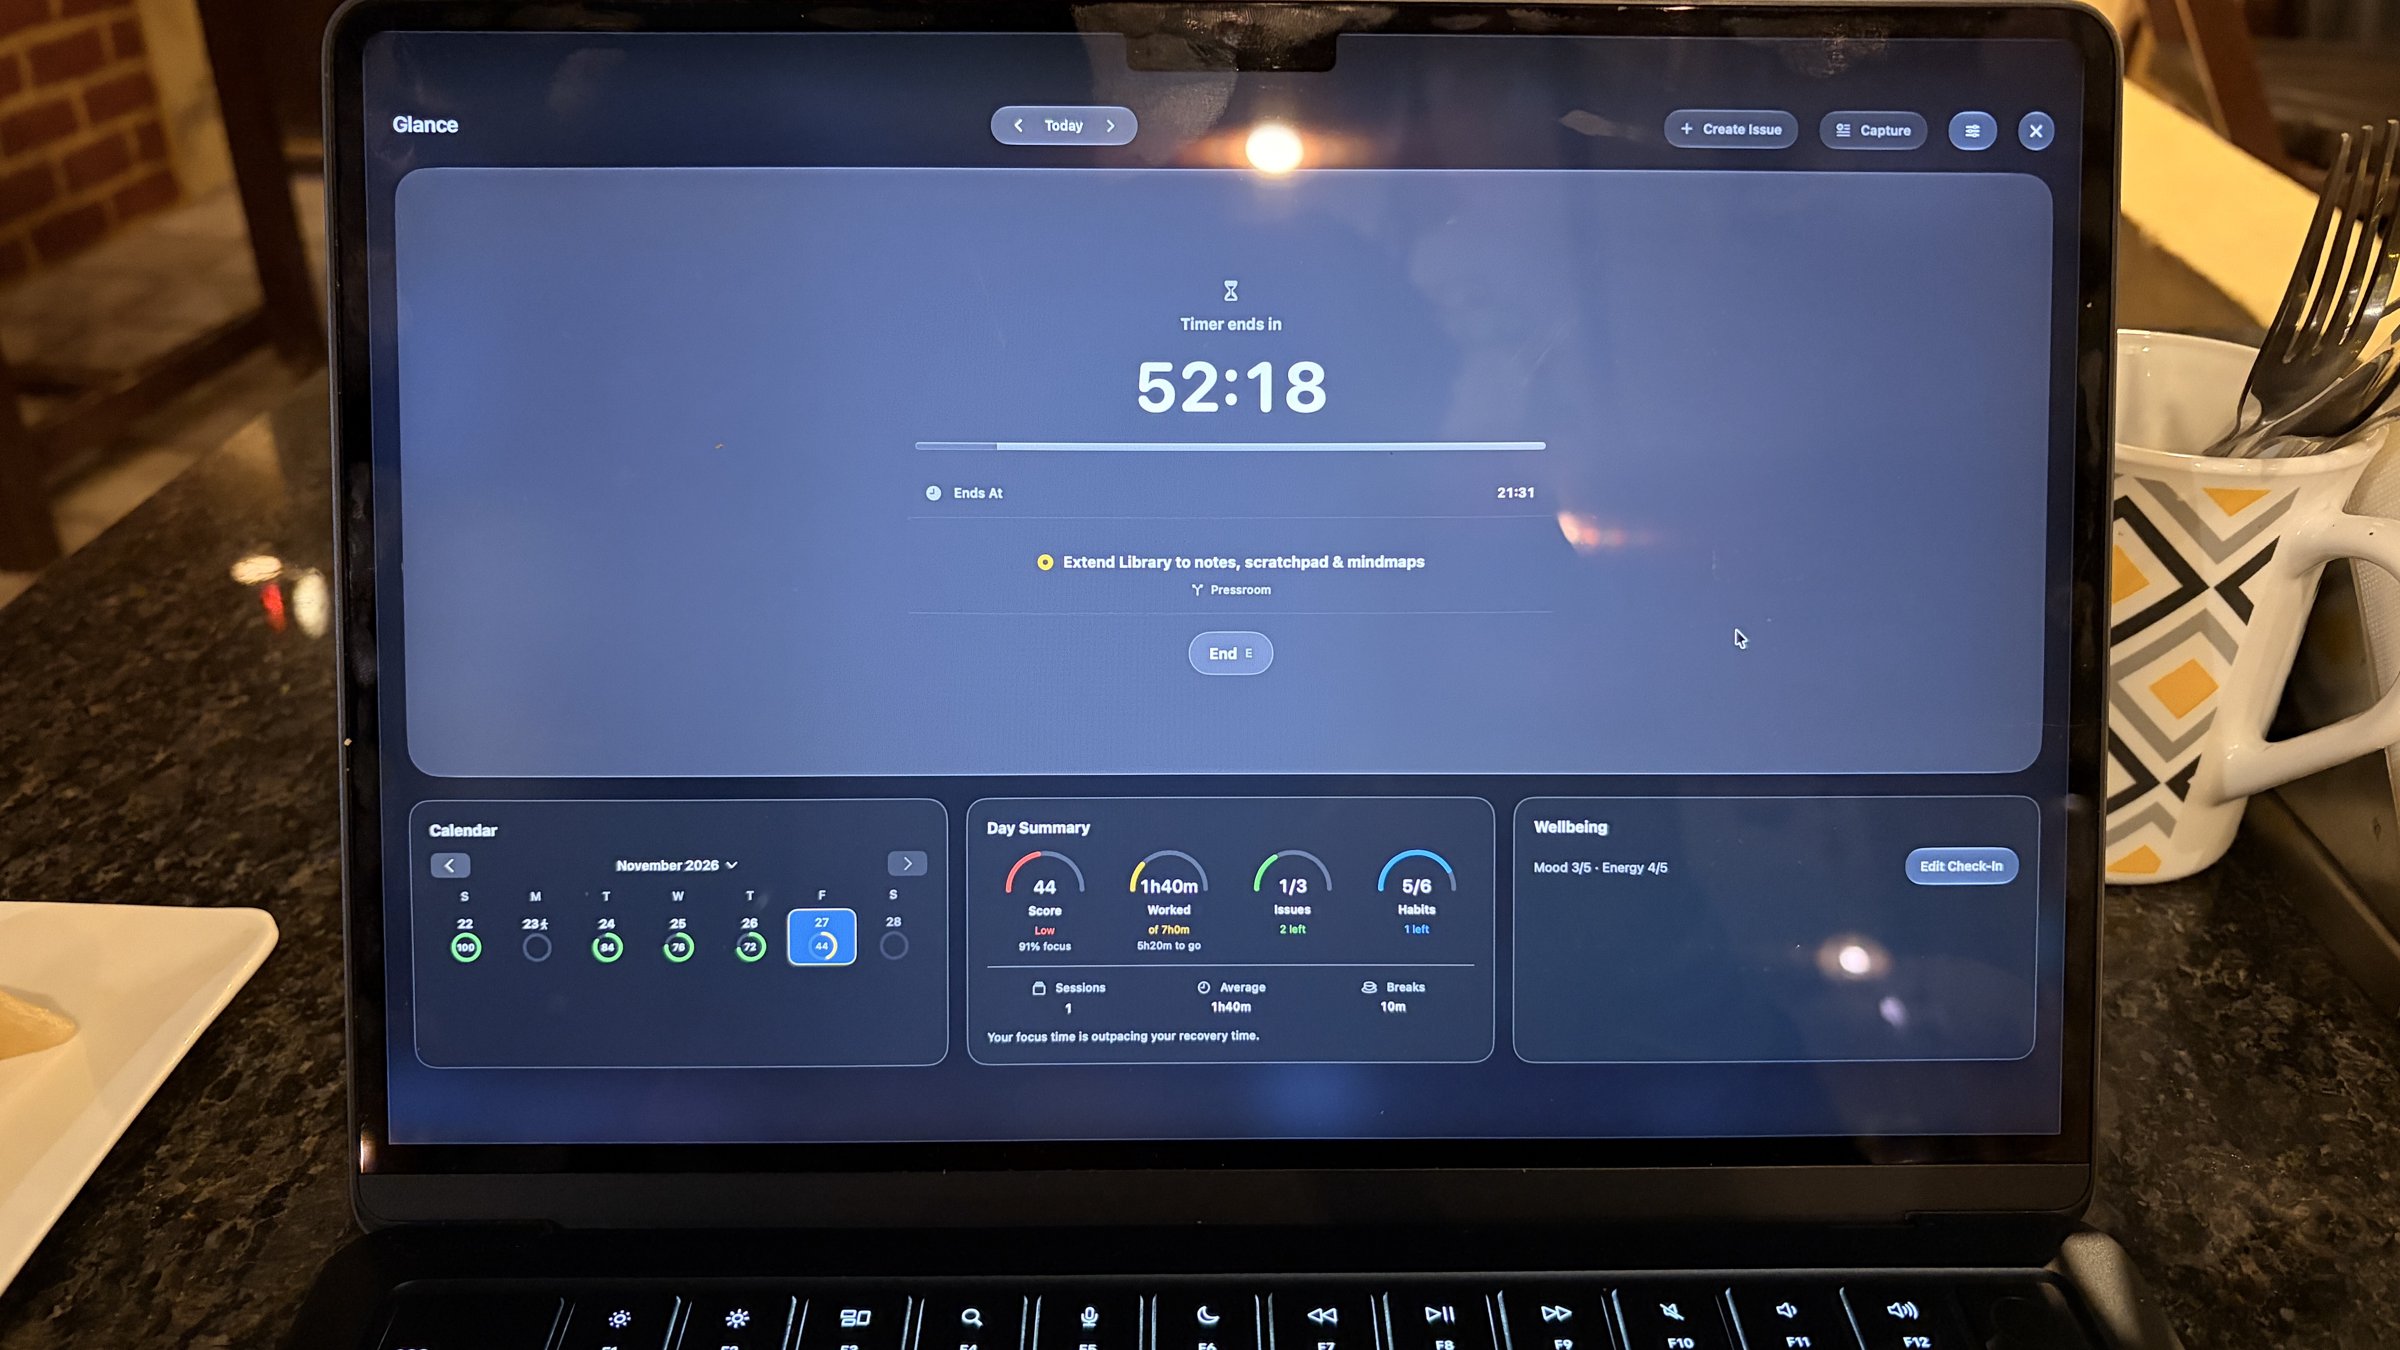 Glance
Today
+ Create Issue
Capture
Timer ends in
52:18
Ends At 21:31
Extend Library to notes, scratchpad & mindmaps
Pressroom
End E
Calendar
November 2026
S M T W T F S
22 23 24 25 26 27 28
100 84 76 72 44
Day Summary
44 1h40m 1/3 5/6
Score Worked Issues Habits
Low of 7h0m 2 left 1 left
91% focus 5h20m to go
Sessions Average Breaks
1 1h40m 10m
Your focus time is outpacing your recovery time.
Wellbeing
Mood 3/5 · Energy 4/5
Edit Check-In
F7 F8 F9 F10 F11 F12